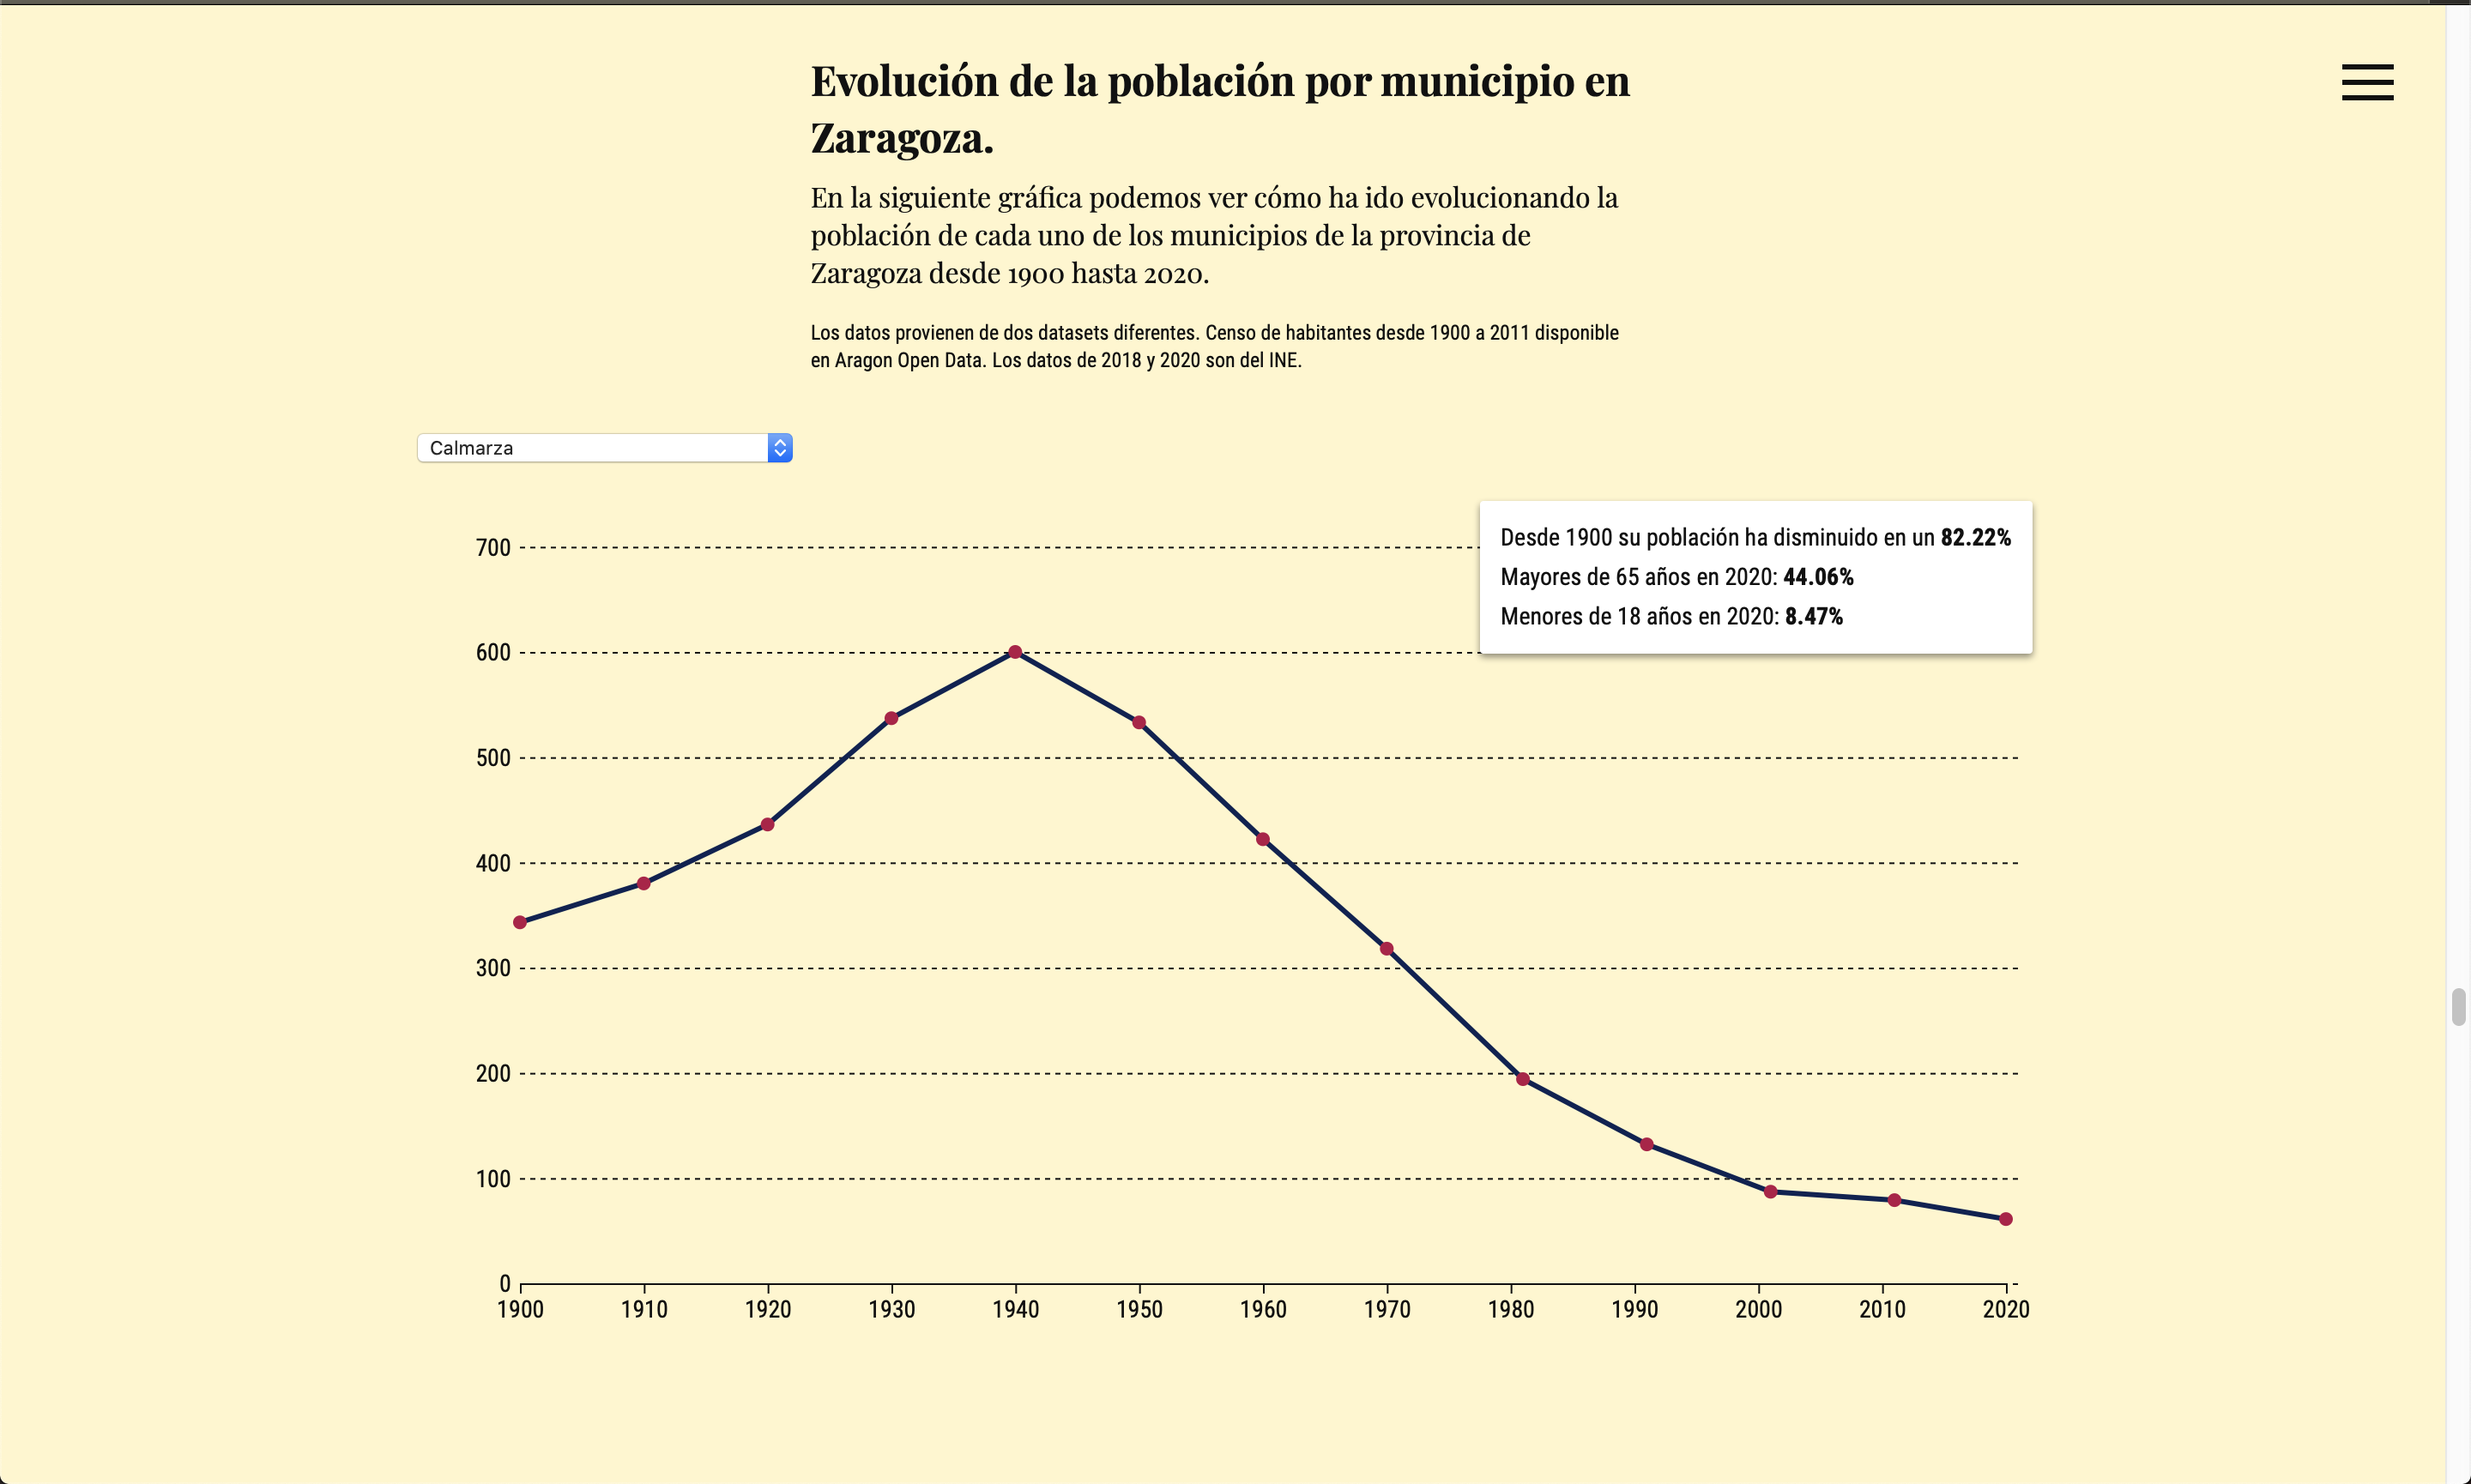 Evolución de la población por municipio en
Zaragoza.
En la siguiente gráfica podemos ver cómo ha ido evolucionando la
población de cada uno de los municipios de la provincia de
Zaragoza desde 1900 hasta 2020.
Los datos provienen de dos datasets diferentes. Censo de habitantes desde 1900 a 2011 disponible
en Aragon Open Data. Los datos de 2018 y 2020 son del INE.
Calmarza
Desde 1900 su población ha disminuido en un 82.22%
Mayores de 65 años en 2020: 44.06%
Menores de 18 años en 2020: 8.47%
700
600
500
400
300
200
100
0
1900 1910 1920 1930 1940 1950 1960 1970 1980 1990 2000 2010 2020